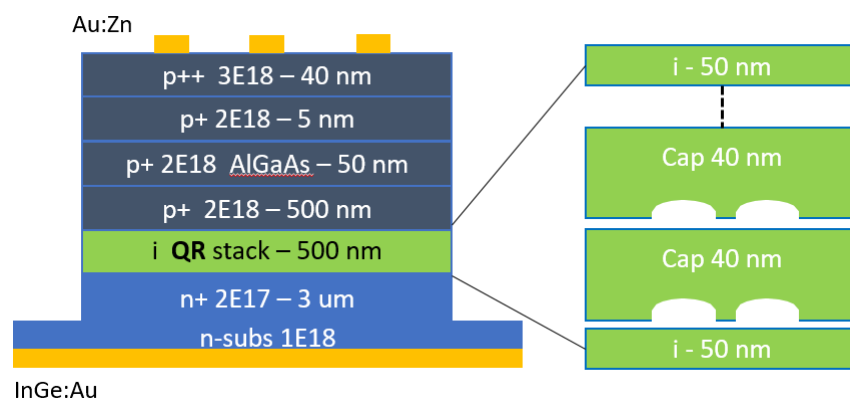 Au:Zn
p++ 3E18 – 40 nm
p+ 2E18 – 5 nm
p+ 2E18 AlGaAs – 50 nm
p+ 2E18 – 500 nm
i QR stack – 500 nm
n+ 2E17 – 3 um
n-subs 1E18
InGe:Au
i - 50 nm
Cap 40 nm
Cap 40 nm
i - 50 nm